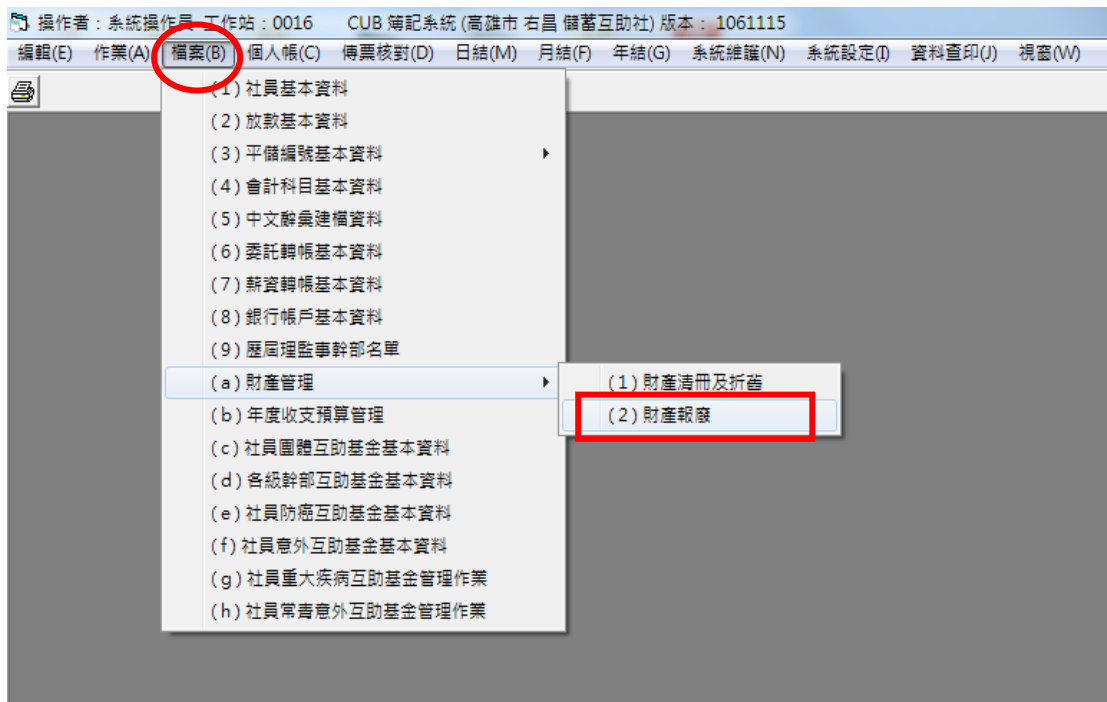 操作者：系統操作員 工作站：0016 CUB 簿記系統 (高雄市 右昌 儲蓄互助社) 版本： 1061115
編輯(E) 作業(A) 檔案(B) 個人帳(C) 傳票核對(D) 日結(M) 月結(F) 年結(G) 系統維護(N) 系統設定(I) 資料查印(J) 視窗(W)
(1) 社員基本資料
(2) 放款基本資料
(3) 平儲編號基本資料
(4) 會計科目基本資料
(5) 中文辭彙建檔資料
(6) 委託轉帳基本資料
(7) 薪資轉帳基本資料
(8) 銀行帳戶基本資料
(9) 歷屆理監事幹部名單
(a) 財產管理
(1) 財產清冊及折舊
(2) 財產報廢
(b) 年度收支預算管理
(c) 社員團體互助基金基本資料
(d) 各級幹部互助基金基本資料
(e) 社員防癌互助基金基本資料
(f) 社員意外互助基金基本資料
(g) 社員重大疾病互助基金管理作業
(h) 社員常青意外互助基金管理作業